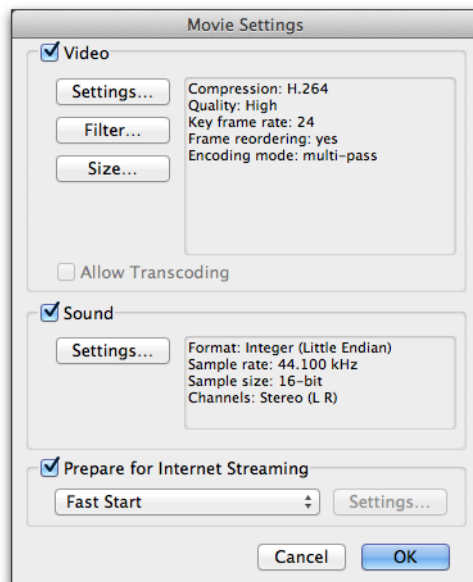 Movie Settings
Video
Settings...
Filter...
Size...
Compression: H.264
Quality: High
Key frame rate: 24
Frame reordering: yes
Encoding mode: multi-pass
Allow Transcoding
Sound
Settings...
Format: Integer (Little Endian)
Sample rate: 44.100 kHz
Sample size: 16-bit
Channels: Stereo (L R)
Prepare for Internet Streaming
Fast Start
Settings...
Cancel
OK